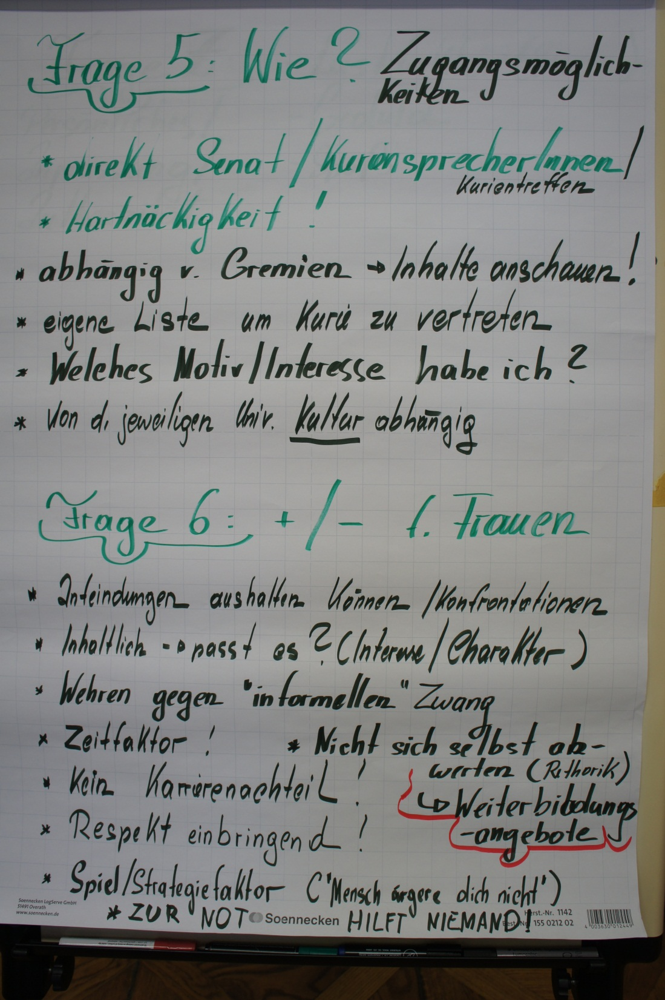 Frage 5: Wie? Zugangsmöglich-
keiten
* direkt Senat / KuriensprecherInnen /
Kurientreffen
* Hartnäckigkeit !
* abhängig v. Gremien → Inhalte anschauen!
* eigene Liste um Kurie zu vertreten
* Welches Motiv/Interesse habe ich?
* Von d. jeweiligen Univ. Kultur abhängig
Frage 6: + / - f. Frauen
* Anfeindungen aushalten können / Konfrontationen
* Inhaltlich → passt es? (Interesse / Charakter)
* Wehren gegen "informellen" Zwang
* Zeitfaktor !
* Nicht sich selbst ab-
werten (Rethorik)
↳ Weiterbildungs
-angebote
* Kein Karrierenachteil !
* Respekt einbringend !
* Spiel/Strategiefaktor ("Mensch ärgere dich nicht")
* ZUR NOT HILFT NIEMAND!
Soennecken LogServe GmbH
51491 Overath
www.soennecken.de
Soennecken
Herst.-Nr. 1142
Best.-Nr. 155 0212 02
4 003630 012449